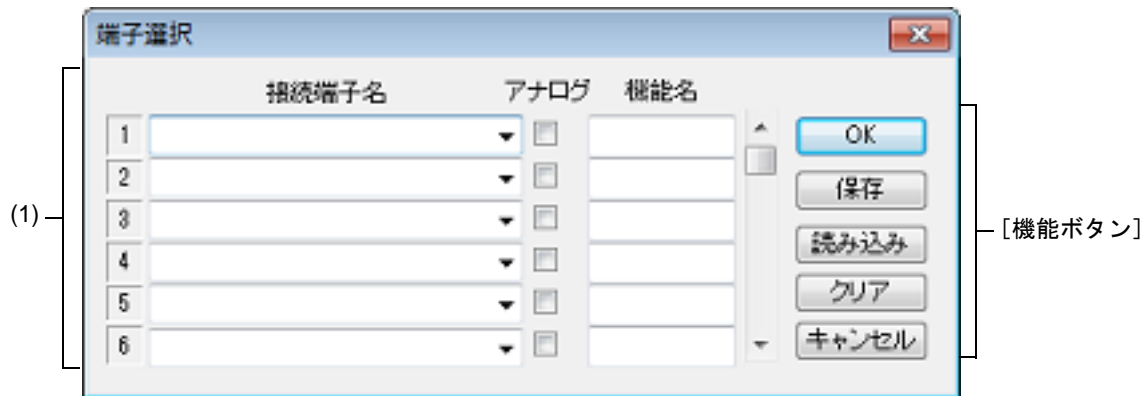 端子選択
接続端子名 アナログ 機能名
1
2
3
4
5
6
OK
保存
読み込み
クリア
キャンセル
(1)
[機能ボタン]